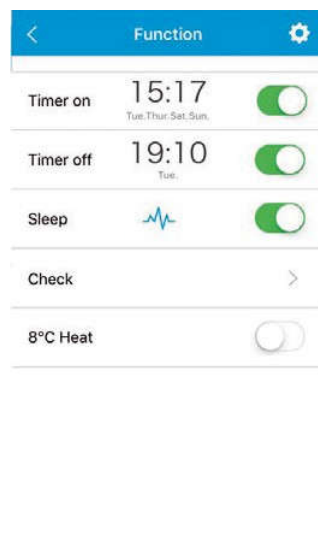 Function
Timer on
15:17
Tue.Thur.Sat.Sun.
Timer off
19:10
Tue.
Sleep
Check
8°C Heat